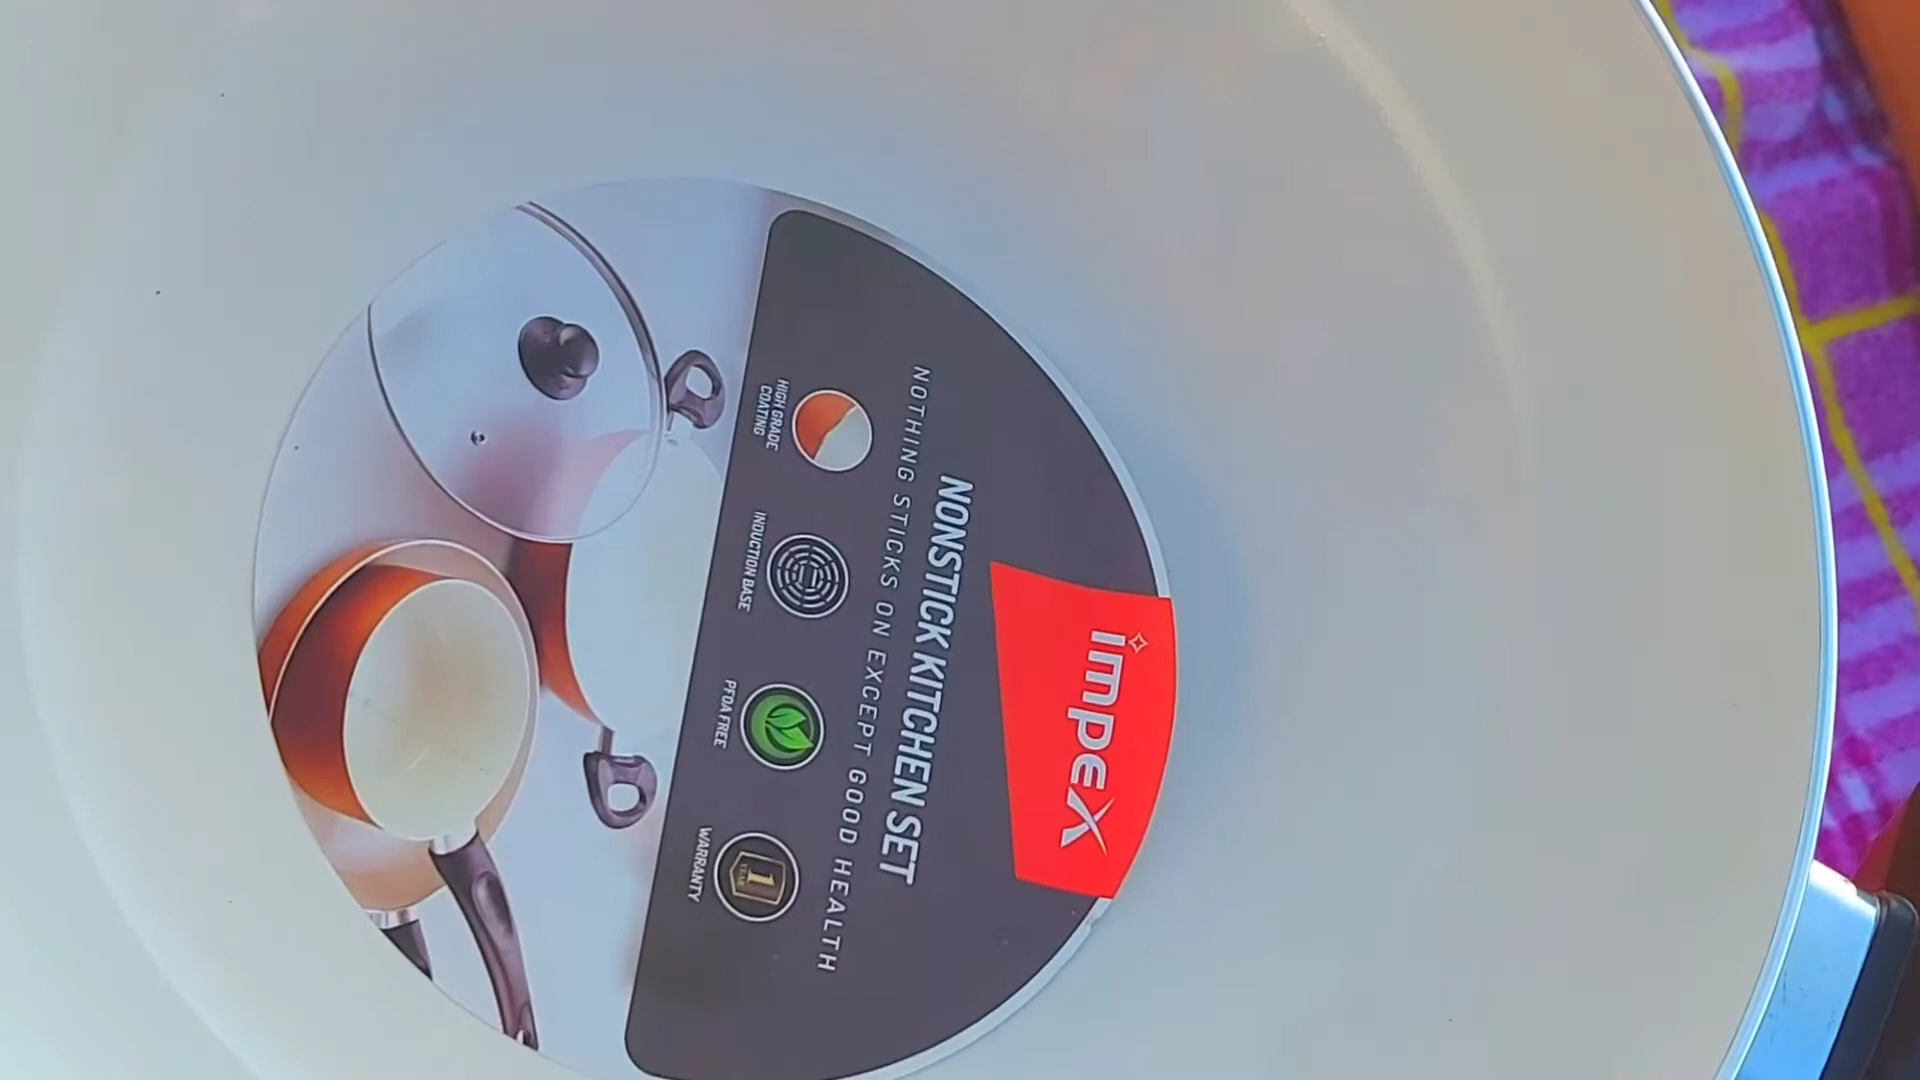 impex
NONSTICK KITCHEN SET
NOTHING STICKS ON EXCEPT GOOD HEALTH
HIGH GRADE
COATING
INDUCTION BASE
PFOA FREE
1
YEAR
WARRANTY